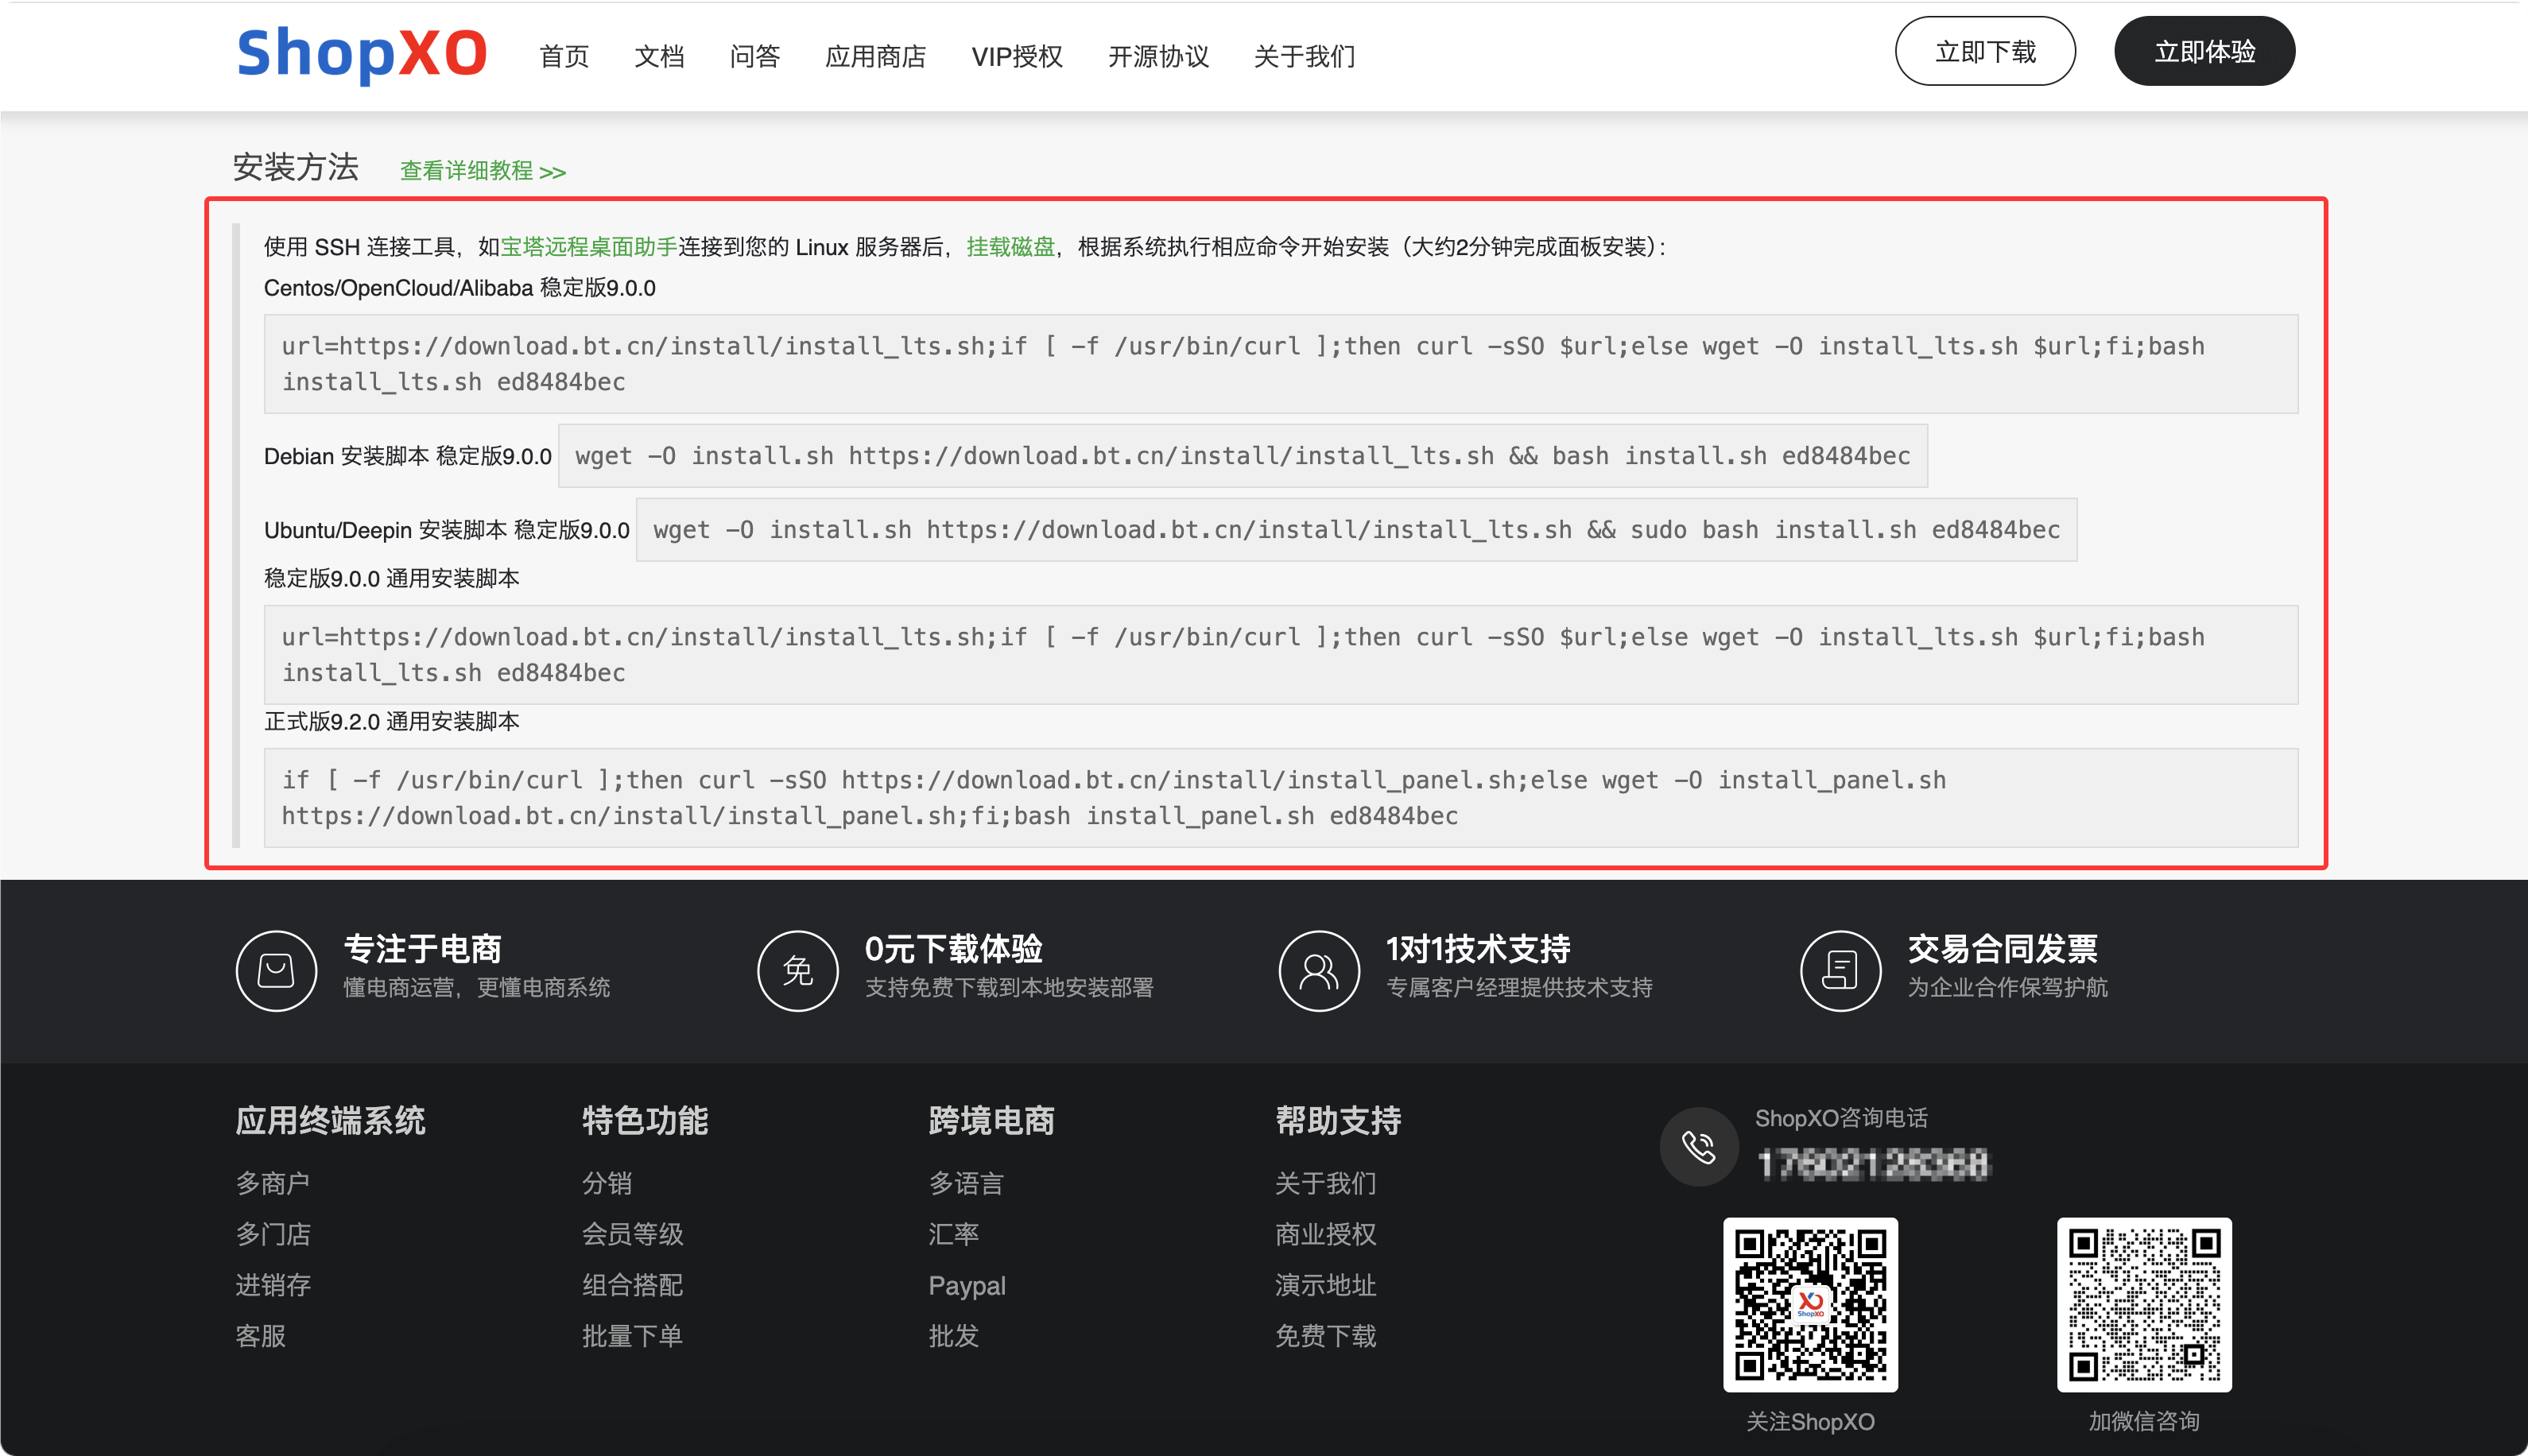 ShopXO 首页 文档 问答 应用商店 VIP授权 开源协议 关于我们 立即下载 立即体验
安装方法 查看详细教程 >>
使用 SSH 连接工具，如宝塔远程桌面助手连接到您的 Linux 服务器后，挂载磁盘，根据系统执行相应命令开始安装（大约2分钟完成面板安装）：
Centos/OpenCloud/Alibaba 稳定版9.0.0
url=https://download.bt.cn/install/install_lts.sh;if [ -f /usr/bin/curl ];then curl -sSO $url;else wget -O install_lts.sh $url;fi;bash
install_lts.sh ed8484bec
Debian 安装脚本 稳定版9.0.0 wget -O install.sh https://download.bt.cn/install/install_lts.sh && bash install.sh ed8484bec
Ubuntu/Deepin 安装脚本 稳定版9.0.0 wget -O install.sh https://download.bt.cn/install/install_lts.sh && sudo bash install.sh ed8484bec
稳定版9.0.0 通用安装脚本
url=https://download.bt.cn/install/install_lts.sh;if [ -f /usr/bin/curl ];then curl -sSO $url;else wget -O install_lts.sh $url;fi;bash
install_lts.sh ed8484bec
正式版9.2.0 通用安装脚本
if [ -f /usr/bin/curl ];then curl -sSO https://download.bt.cn/install/install_panel.sh;else wget -O install_panel.sh
https://download.bt.cn/install/install_panel.sh;fi;bash install_panel.sh ed8484bec
专注于电商
懂电商运营，更懂电商系统
免
0元下载体验
支持免费下载到本地安装部署
1对1技术支持
专属客户经理提供技术支持
交易合同发票
为企业合作保驾护航
应用终端系统
多商户
多门店
进销存
客服
特色功能
分销
会员等级
组合搭配
批量下单
跨境电商
多语言
汇率
Paypal
批发
帮助支持
关于我们
商业授权
演示地址
免费下载
ShopXO咨询电话
XO
ShopXO
关注ShopXO
加微信咨询